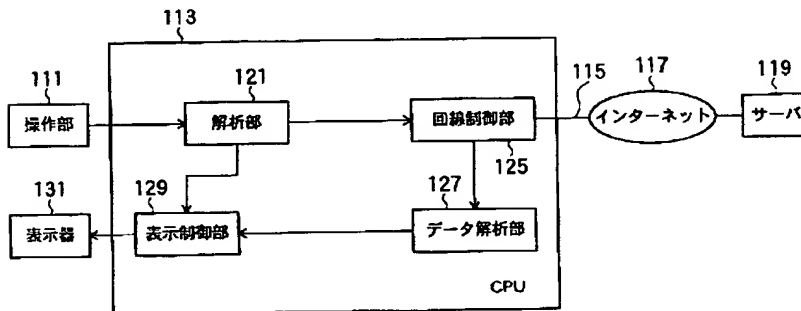 113
111
121
115
117
119
操作部
解析部
回線制御部
インターネット
サーバ
125
131
129
127
表示器
表示制御部
データ解析部
CPU